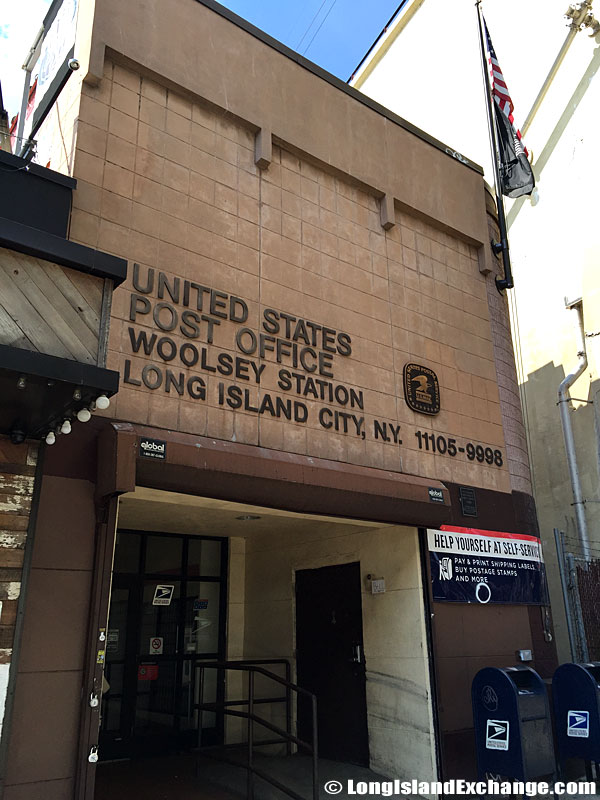 UNITED STATES
POST OFFICE
WOOLSEY STATION
LONG ISLAND CITY, N.Y. 11105-9998
global
global
HELP YOURSELF AT SELF-SERVICE
PAY & PRINT SHIPPING LABELS
BUY POSTAGE STAMPS
AND MORE
© LongIslandExchange.com